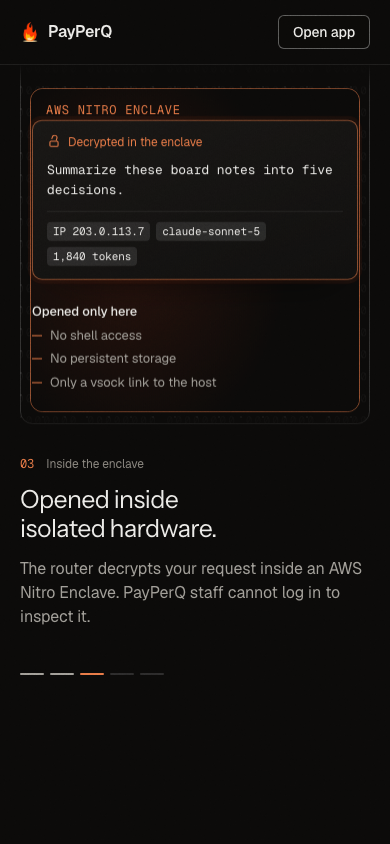 PayPerQ
Open app
AWS NITRO ENCLAVE
Decrypted in the enclave
Summarize these board notes into five
decisions.
IP 203.0.113.7 claude-sonnet-5
1,840 tokens
Opened only here
— No shell access
— No persistent storage
— Only a vsock link to the host
03 Inside the enclave
Opened inside
isolated hardware.
The router decrypts your request inside an AWS
Nitro Enclave. PayPerQ staff cannot log in to
inspect it.